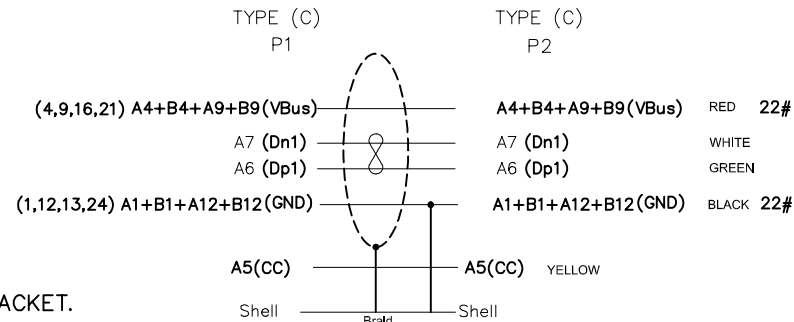 TYPE (C) TYPE (C)
P1 P2
(4,9,16,21) A4+B4+A9+B9(VBus) A4+B4+A9+B9(VBus) RED 22#
A7 (Dn1) A7 (Dn1) WHITE
A6 (Dp1) A6 (Dp1) GREEN
(1,12,13,24) A1+B1+A12+B12(GND) A1+B1+A12+B12(GND) BLACK 22#
A5(CC) A5(CC) YELLOW
ACKET.
Shell Braid Shell